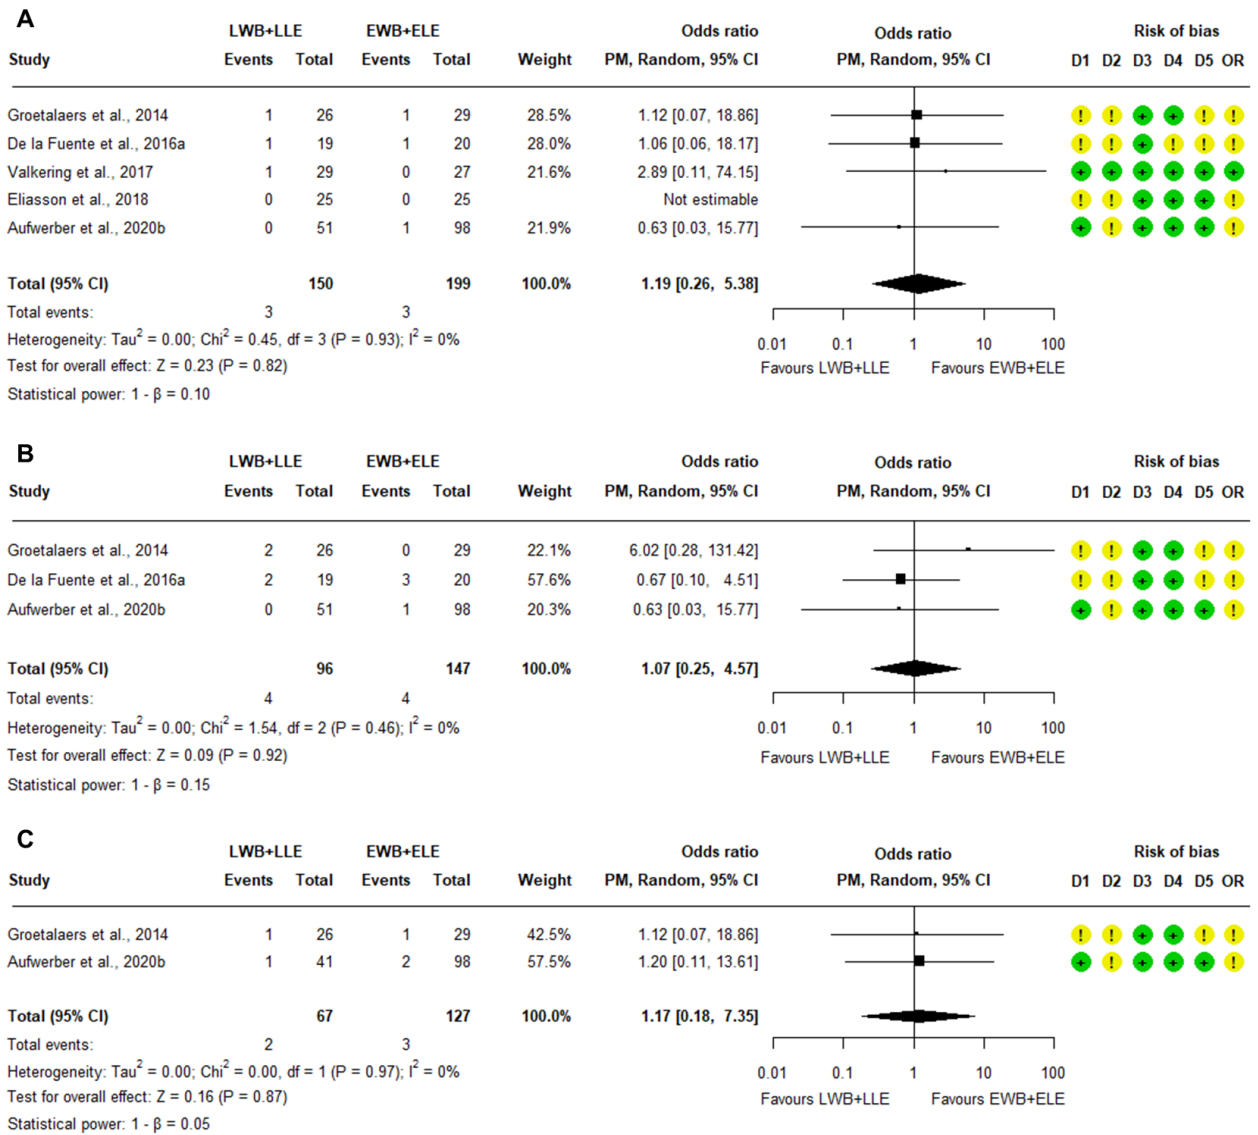 A
LWB+LLE EWB+ELE Odds ratio Odds ratio Risk of bias
Study Events Total Events Total Weight PM, Random, 95% CI PM, Random, 95% CI D1 D2 D3 D4 D5 OR
Groetalaers et al., 2014 1 26 1 29 28.5% 1.12 [0.07, 18.86] ! ! + + ! !
De la Fuente et al., 2016a 1 19 1 20 28.0% 1.06 [0.06, 18.17] ! ! + ! ! !
Valkering et al., 2017 1 29 0 27 21.6% 2.89 [0.11, 74.15] + + + + + +
Eliasson et al., 2018 0 25 0 25 Not estimable ! ! + + + !
Aufwerber et al., 2020b 0 51 1 98 21.9% 0.63 [0.03, 15.77] + ! + + + !
Total (95% CI) 150 199 100.0% 1.19 [0.26, 5.38]
Total events: 3 3
Heterogeneity: Tau² = 0.00; Chi² = 0.45, df = 3 (P = 0.93); I² = 0%
0.01 0.1 1 10 100
Test for overall effect: Z = 0.23 (P = 0.82)
Favours LWB+LLE Favours EWB+ELE
Statistical power: 1 - β = 0.10
B
LWB+LLE EWB+ELE Odds ratio Odds ratio Risk of bias
Study Events Total Events Total Weight PM, Random, 95% CI PM, Random, 95% CI D1 D2 D3 D4 D5 OR
Groetalaers et al., 2014 2 26 0 29 22.1% 6.02 [0.28, 131.42] ! ! + + ! !
De la Fuente et al., 2016a 2 19 3 20 57.6% 0.67 [0.10, 4.51] ! ! + + ! !
Aufwerber et al., 2020b 0 51 1 98 20.3% 0.63 [0.03, 15.77] + ! + + + !
Total (95% CI) 96 147 100.0% 1.07 [0.25, 4.57]
Total events: 4 4
Heterogeneity: Tau² = 0.00; Chi² = 1.54, df = 2 (P = 0.46); I² = 0%
0.01 0.1 1 10 100
Test for overall effect: Z = 0.09 (P = 0.92)
Favours LWB+LLE Favours EWB+ELE
Statistical power: 1 - β = 0.15
C
LWB+LLE EWB+ELE Odds ratio Odds ratio Risk of bias
Study Events Total Events Total Weight PM, Random, 95% CI PM, Random, 95% CI D1 D2 D3 D4 D5 OR
Groetalaers et al., 2014 1 26 1 29 42.5% 1.12 [0.07, 18.86] ! ! + + ! !
Aufwerber et al., 2020b 1 41 2 98 57.5% 1.20 [0.11, 13.61] + ! + + + !
Total (95% CI) 67 127 100.0% 1.17 [0.18, 7.35]
Total events: 2 3
Heterogeneity: Tau² = 0.00; Chi² = 0.00, df = 1 (P = 0.97); I² = 0%
0.01 0.1 1 10 100
Test for overall effect: Z = 0.16 (P = 0.87)
Favours LWB+LLE Favours EWB+ELE
Statistical power: 1 - β = 0.05